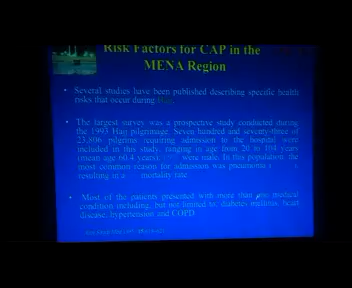 Risk Factors for CAP in the
MENA Region
• Several studies have been published describing specific health
risks that occur during Hajj.
• The largest survey was a prospective study conducted during
the 1993 Hajj pilgrimage. Seven hundred and seventy-three of
23,806 pilgrims requiring admission to the hospital were
included in this study, ranging in age from 20 to 104 years
(mean age 60.4 years). were male. In this population, the
most common reason for admission was pneumonia
resulting in a mortality rate
• Most of the patients presented with more than one medical
condition including, but not limited to, diabetes mellitus, heart
disease, hypertension and COPD.